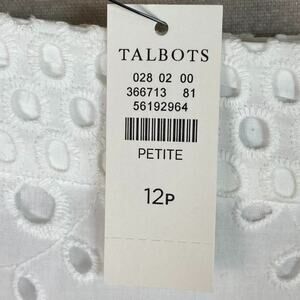 TALBOTS
028 02 00
366713 81
56192964
PETITE
12P